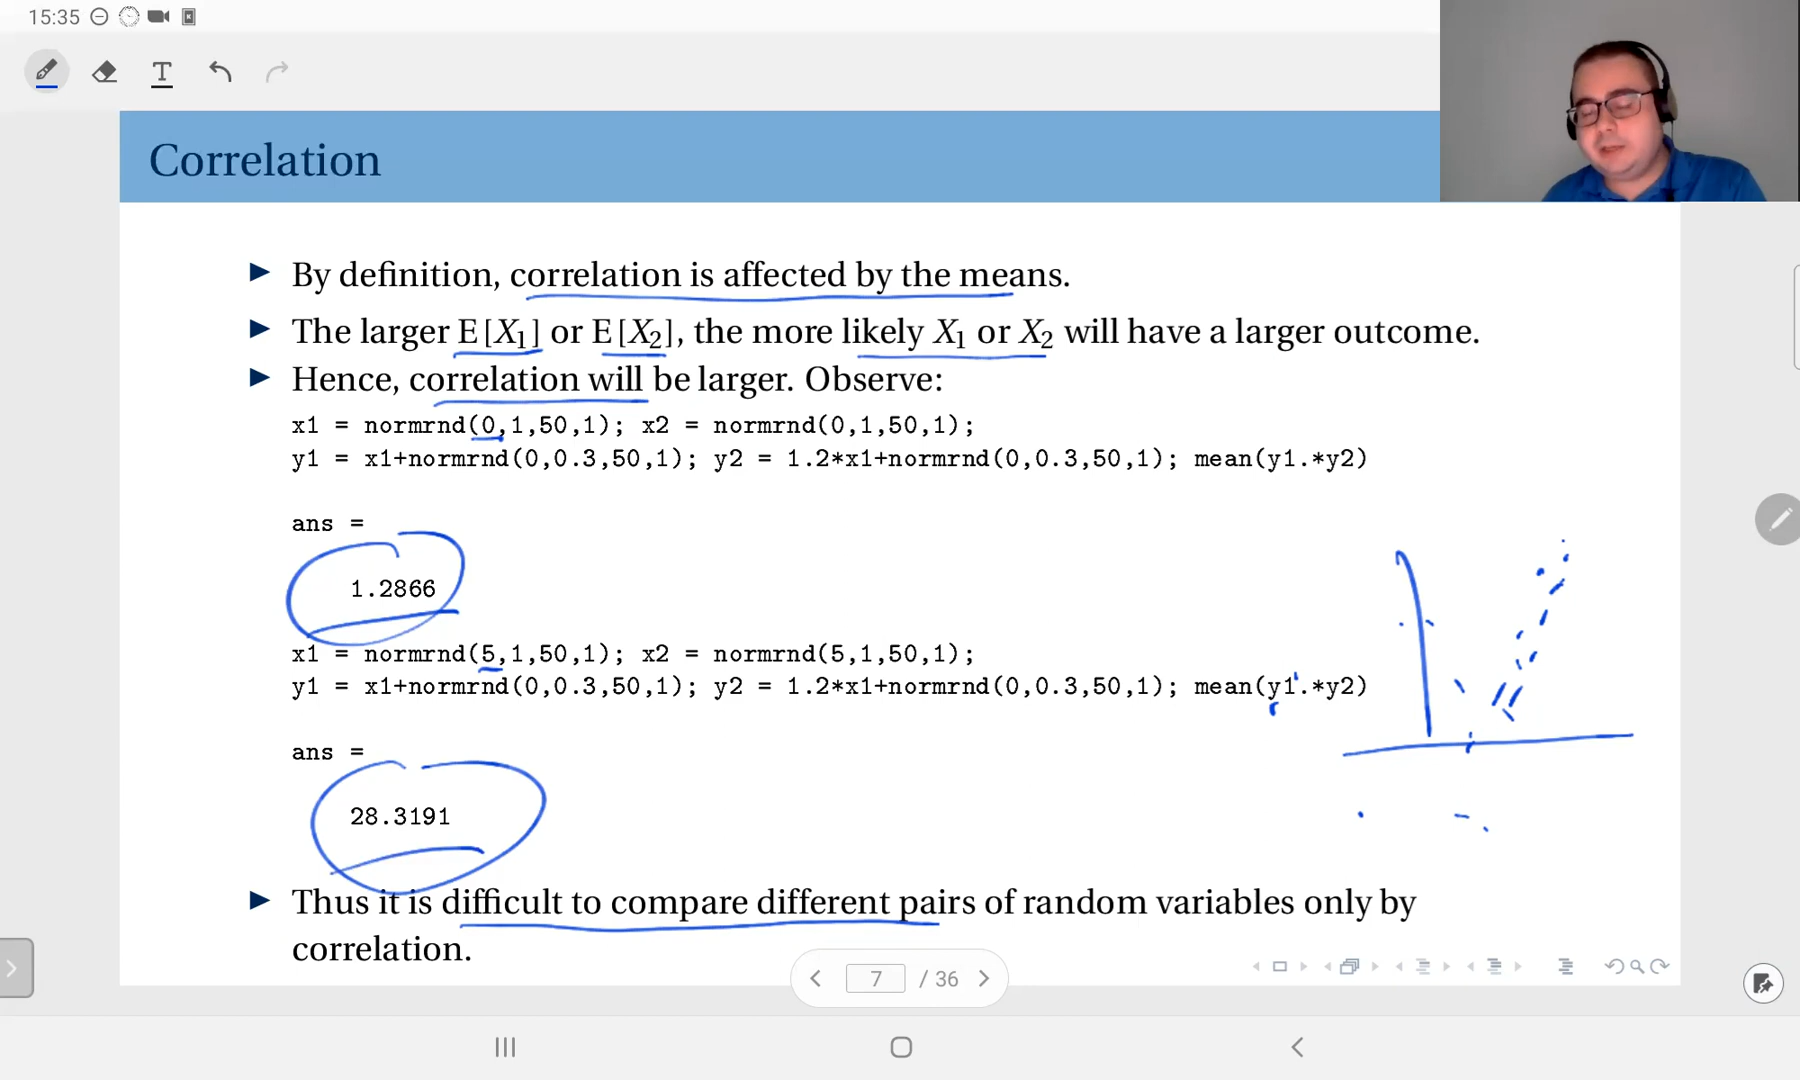 15:35
T
Correlation
▶ By definition, correlation is affected by the means.
▶ The larger E[X₁] or E[X₂], the more likely X₁ or X₂ will have a larger outcome.
▶ Hence, correlation will be larger. Observe:
x1 = normrnd(0,1,50,1); x2 = normrnd(0,1,50,1);
y1 = x1+normrnd(0,0.3,50,1); y2 = 1.2*x1+normrnd(0,0.3,50,1); mean(y1.*y2)
ans =
1.2866
x1 = normrnd(5,1,50,1); x2 = normrnd(5,1,50,1);
y1 = x1+normrnd(0,0.3,50,1); y2 = 1.2*x1+normrnd(0,0.3,50,1); mean(y1.*y2)
ans =
28.3191
▶ Thus it is difficult to compare different pairs of random variables only by
correlation.
7 / 36